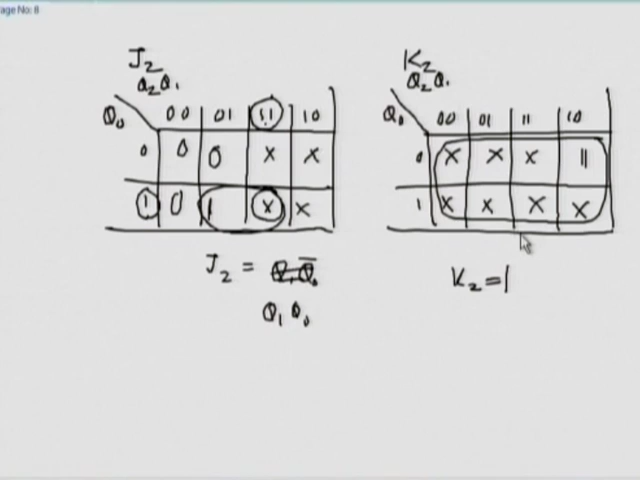 age No: 8
J2
Q2Q1
Q0 00 01 11 10
0 0 0 x x
1 0 1 x x
J2 = Q1Q0
Q1 Q0
K2
Q2Q1
Q0 00 01 11 10
0 x x x 11
1 x x x x
K2=1